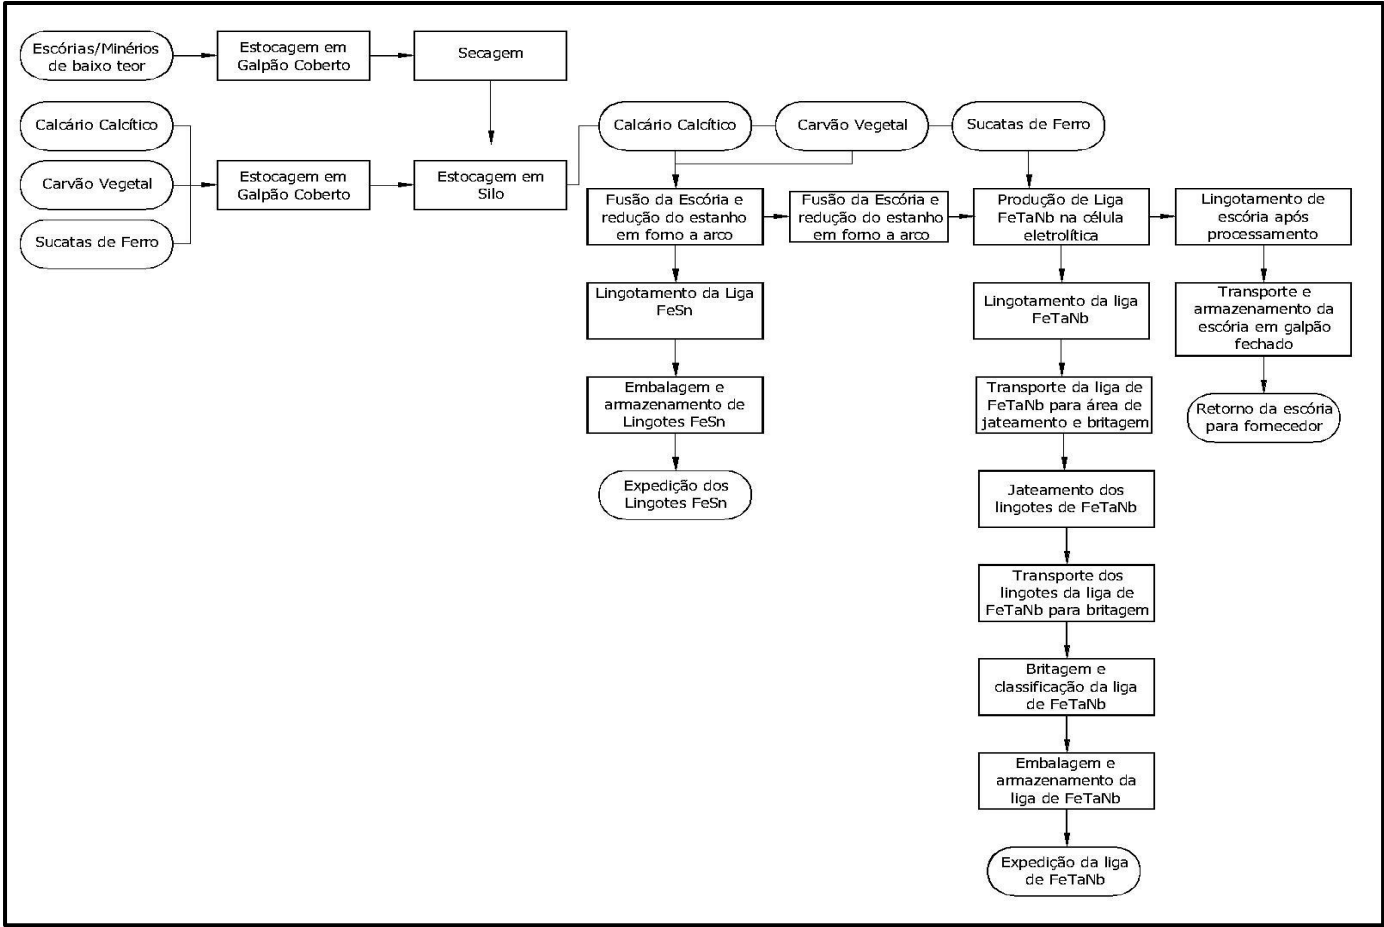 Escórias/Minérios
de baixo teor
Estocagem em
Galpão Coberto
Secagem
Calcário Calcítico
Carvão Vegetal
Sucatas de Ferro
Estocagem em
Galpão Coberto
Estocagem em
Silo
Calcário Calcítico
Carvão Vegetal
Sucatas de Ferro
Fusão da Escória e
redução do estanho
em forno a arco
Fusão da Escória e
redução do estanho
em forno a arco
Produção de Liga
FeTaNb na célula
eletrolítica
Lingotamento de
escória após
processamento
Lingotamento da Liga
FeSn
Lingotamento da liga
FeTaNb
Transporte e
armazenamento da
escória em galpão
fechado
Embalagem e
armazenamento de
Lingotes FeSn
Transporte da liga de
FeTaNb para área de
jateamento e britagem
Retorno da escória
para fornecedor
Expedição dos
Lingotes FeSn
Jateamento dos
lingotes de FeTaNb
Transporte dos
lingotes da liga de
FeTaNb para britagem
Britagem e
classificação da liga
de FeTaNb
Embalagem e
armazenamento da
liga de FeTaNb
Expedição da liga
de FeTaNb